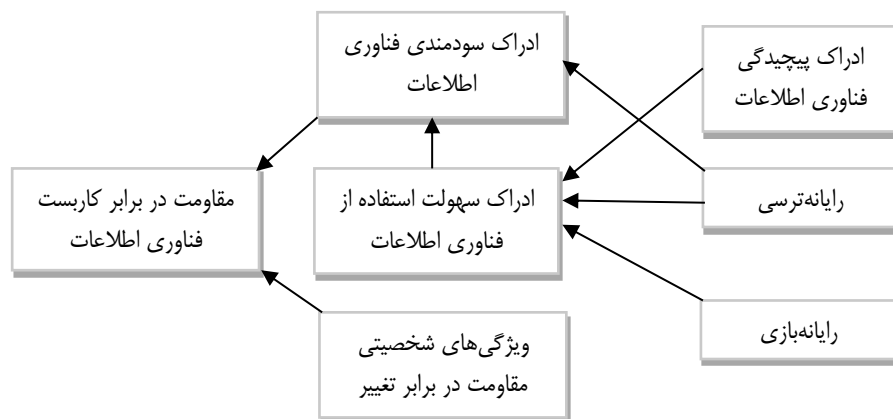 ادراک پیچیدگی
فناوری اطلاعات
رایانه‌ترسی
رایانه‌بازی
ادراک سودمندی فناوری
اطلاعات
ادراک سهولت استفاده از
فناوری اطلاعات
ویژگی‌های شخصیتی
مقاومت در برابر تغییر
مقاومت در برابر کاربست
فناوری اطلاعات